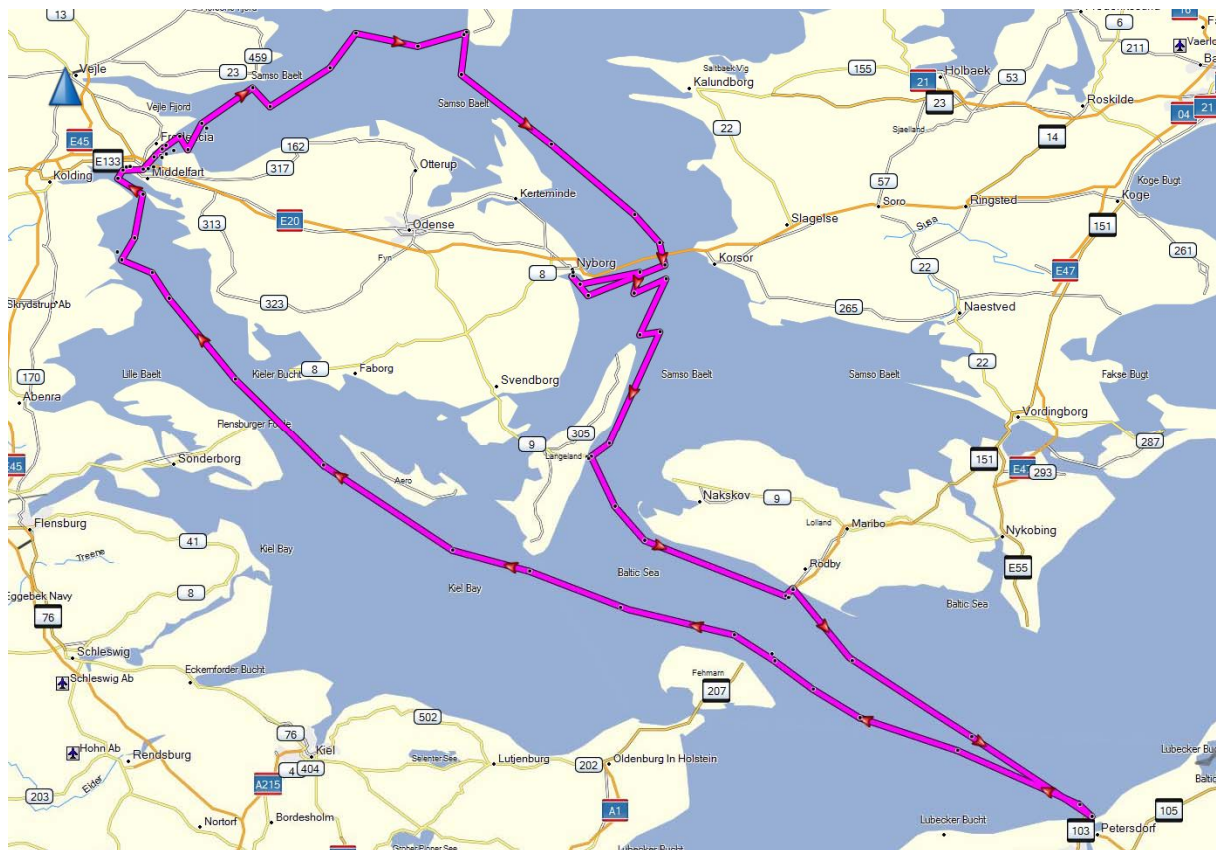 13
459
Vejle
23
Samso Baelt
Vejle Fjord
E45
Fredericia
E133
Middelfart
Kolding
162
317
Otterup
Samso Baelt
Kerteminde
313
E20
Odense
Fyn
Nyborg
8
323
Skrydstrup Ab
Lille Baelt
Kieler Bucht
8
Faborg
Svendborg
170
Abenra
Flensburger Forde
305
9
Langeland
Aero
Sonderborg
Flensburg
41
Kiel Bay
Treene
8
Eggebek Navy
76
Schleswig
Schleswig Ab
Eckernforder Bucht
Hohn Ab
Rendsburg
203
Eider
Nortorf
Bordesholm
A215
76
Kiel
404
502
Selenter See
Lutjenburg
202
Oldenburg In Holstein
A1
Fehmarn
207
Kiel Bay
Baltic Sea
Saltbaek Vig
Kalundborg
155
22
21
Holbaek
23
Sjaelland
53
6
211
16
Roskilde
04
21
14
57
Slagelse
Soro
Ringsted
Susa
Korsor
Koge Bugt
Koge
151
261
22
E47
265
Naestved
22
Samso Baelt
Samso Baelt
Fakse Bugt
Vordingborg
287
151
293
Nakskov
9
Lolland
Maribo
Rodby
Nykobing
E55
Baltic Sea
Lubecker Bucht
Lubecker Bucht
103
Petersdorf
105